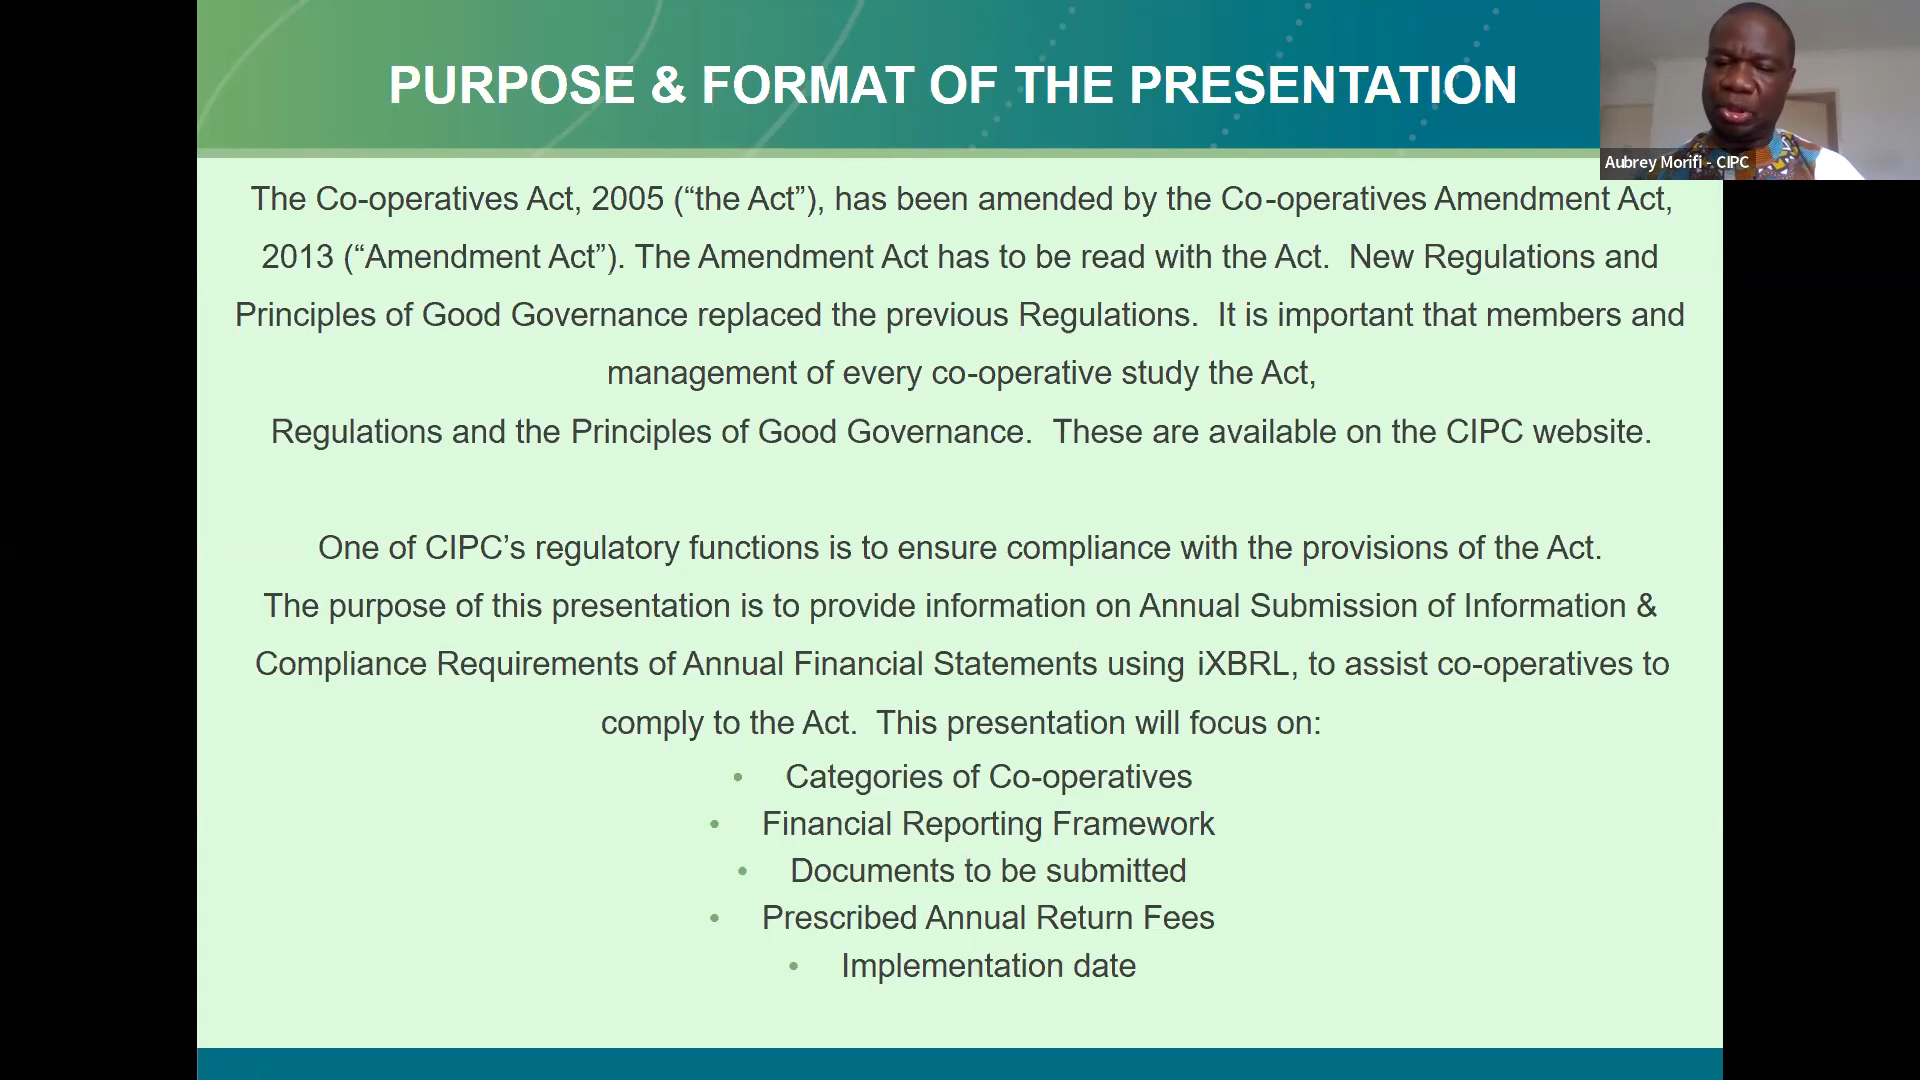 PURPOSE & FORMAT OF THE PRESENTATION
Aubrey Morifi - CIPC
The Co-operatives Act, 2005 (“the Act”), has been amended by the Co-operatives Amendment Act,
2013 (“Amendment Act”). The Amendment Act has to be read with the Act.  New Regulations and
Principles of Good Governance replaced the previous Regulations.  It is important that members and
management of every co-operative study the Act,
Regulations and the Principles of Good Governance.  These are available on the CIPC website.
One of CIPC’s regulatory functions is to ensure compliance with the provisions of the Act.
The purpose of this presentation is to provide information on Annual Submission of Information &
Compliance Requirements of Annual Financial Statements using iXBRL, to assist co-operatives to
comply to the Act.  This presentation will focus on:
• Categories of Co-operatives
• Financial Reporting Framework
• Documents to be submitted
• Prescribed Annual Return Fees
• Implementation date